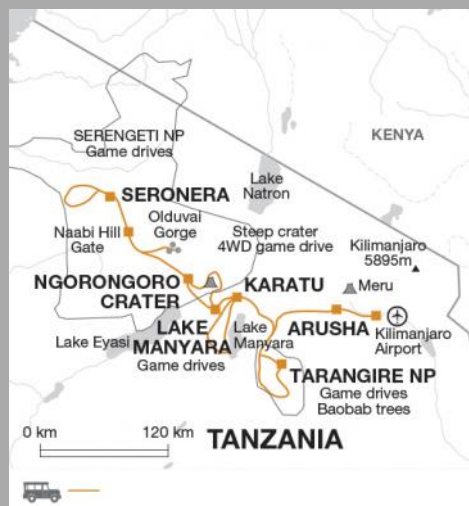 SERENGETI NP
Game drives
KENYA
SERONERA
Lake
Natron
Naabi Hill
Gate
Olduvai
Gorge
Steep crater
4WD game drive
Kilimanjaro
5895m
Meru
NGORONGORO
CRATER
KARATU
Lake Eyasi
LAKE
MANYARA
Game drives
Lake
Manyara
ARUSHA
Kilimanjaro
Airport
TARANGIRE NP
Game drives
Baobab trees
0 km
120 km
TANZANIA